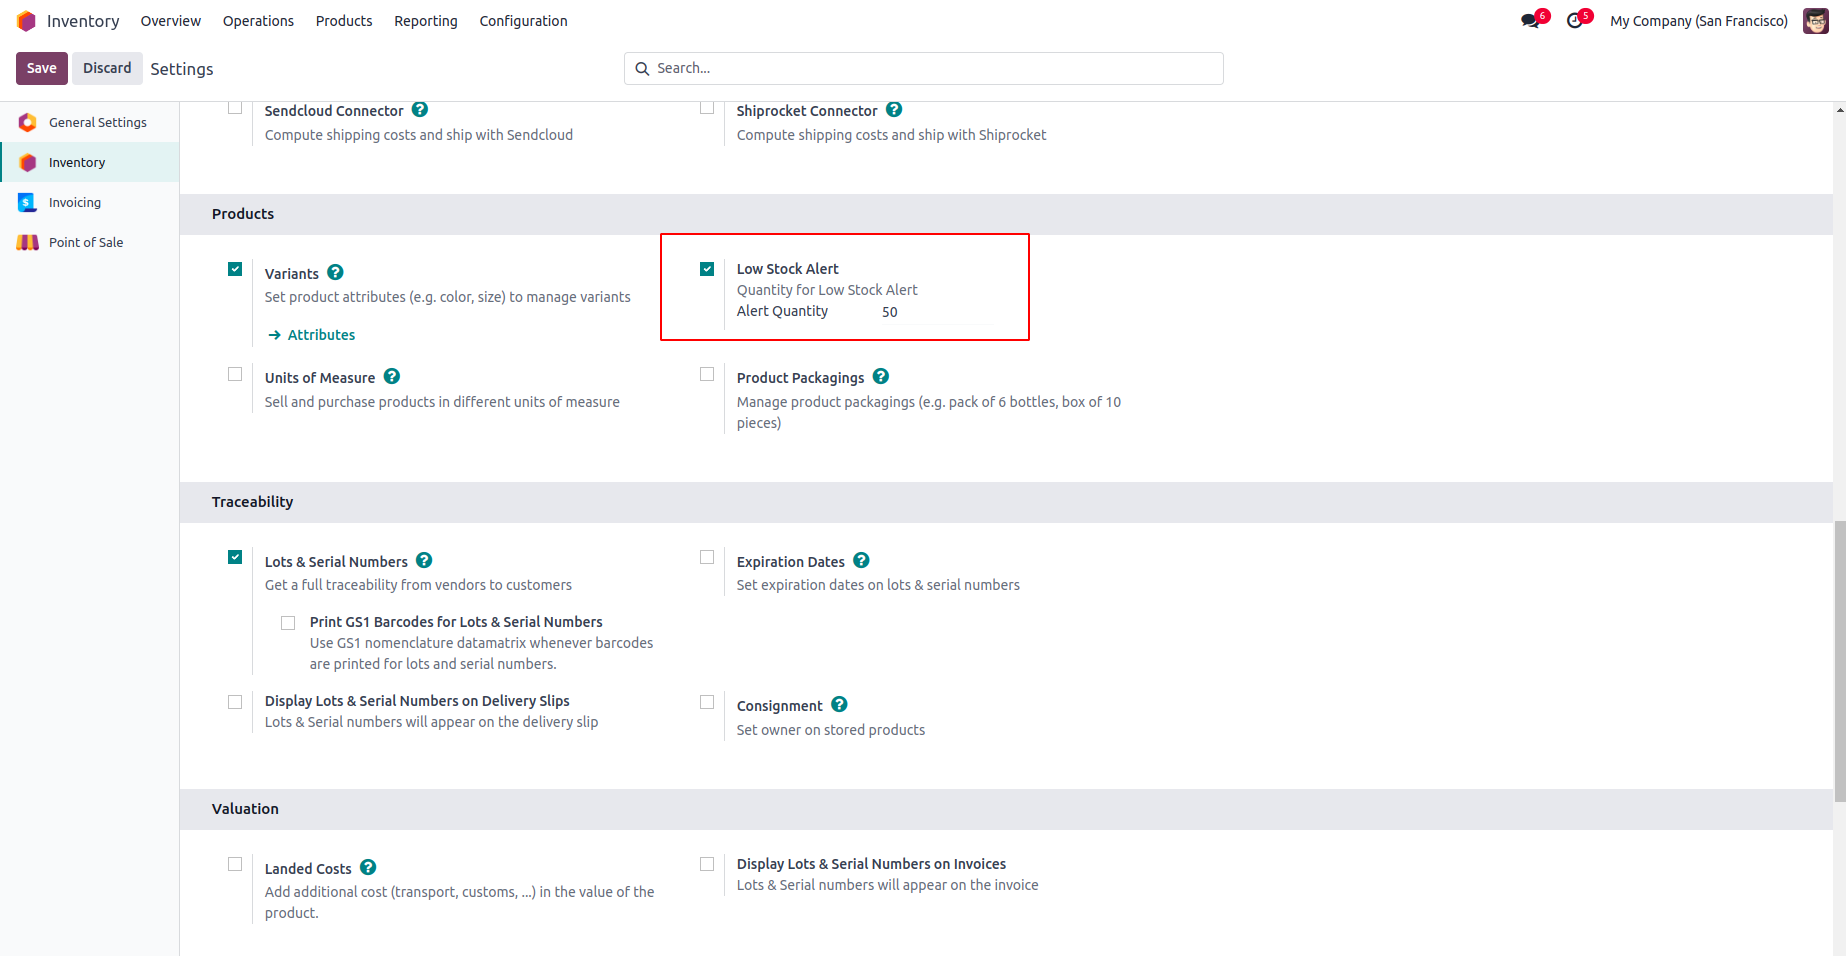 Inventory Overview Operations Products Reporting Configuration 6 5 My Company (San Francisco)
Save Discard Settings Search...
General Settings
Inventory
Invoicing
$
Point of Sale
Sendcloud Connector ? Shiprocket Connector ?
Compute shipping costs and ship with Sendcloud Compute shipping costs and ship with Shiprocket
Products
Variants ?
Set product attributes (e.g. color, size) to manage variants
→ Attributes
Low Stock Alert
Quantity for Low Stock Alert
Alert Quantity 50
Units of Measure ?
Sell and purchase products in different units of measure
Product Packagings ?
Manage product packagings (e.g. pack of 6 bottles, box of 10
pieces)
Traceability
Lots & Serial Numbers ?
Get a full traceability from vendors to customers
Print GS1 Barcodes for Lots & Serial Numbers
Use GS1 nomenclature datamatrix whenever barcodes
are printed for lots and serial numbers.
Expiration Dates ?
Set expiration dates on lots & serial numbers
Display Lots & Serial Numbers on Delivery Slips
Lots & Serial numbers will appear on the delivery slip
Consignment ?
Set owner on stored products
Valuation
Landed Costs ?
Add additional cost (transport, customs, ...) in the value of the
product.
Display Lots & Serial Numbers on Invoices
Lots & Serial numbers will appear on the invoice